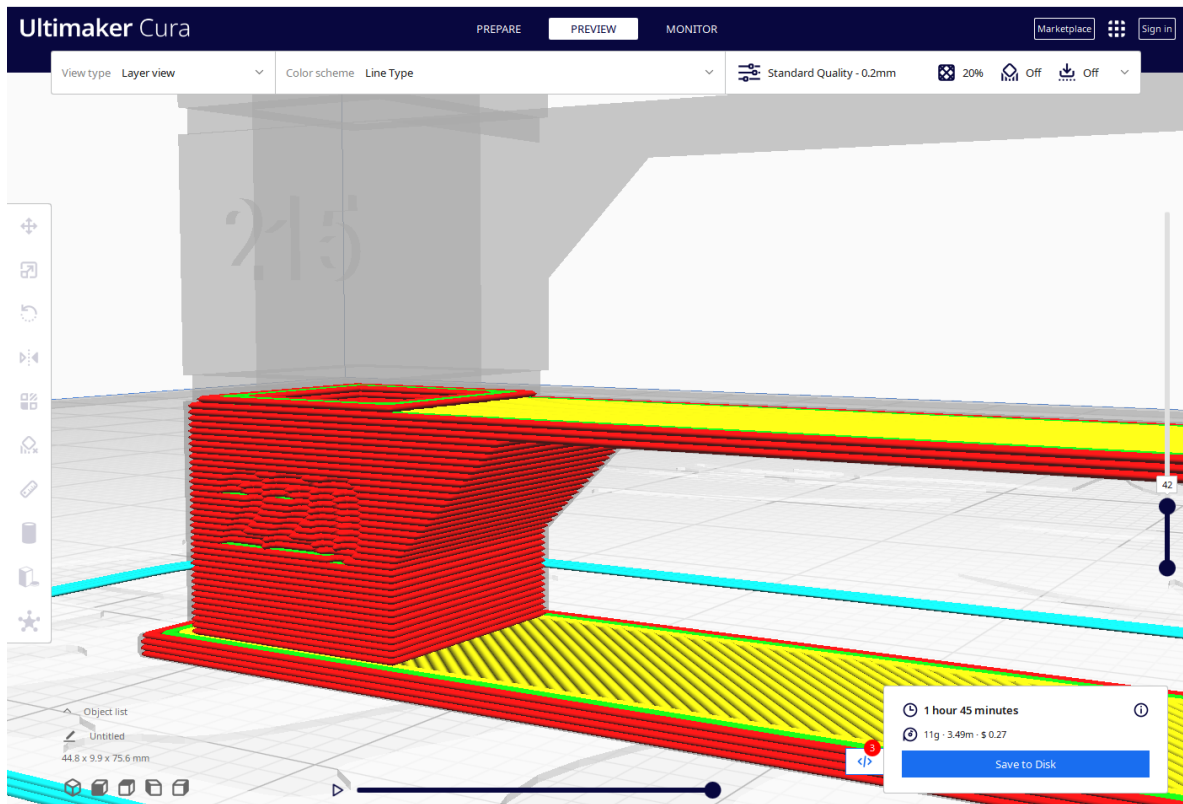 Ultimaker Cura
PREPARE
PREVIEW
MONITOR
Marketplace
Sign in
View type Layer view
Color scheme Line Type
Standard Quality - 0.2mm
20%
Off
Off
215
220
42
Object list
Untitled
44.8 x 9.9 x 75.6 mm
1 hour 45 minutes
11g · 3.49m · $ 0.27
3
</>
Save to Disk